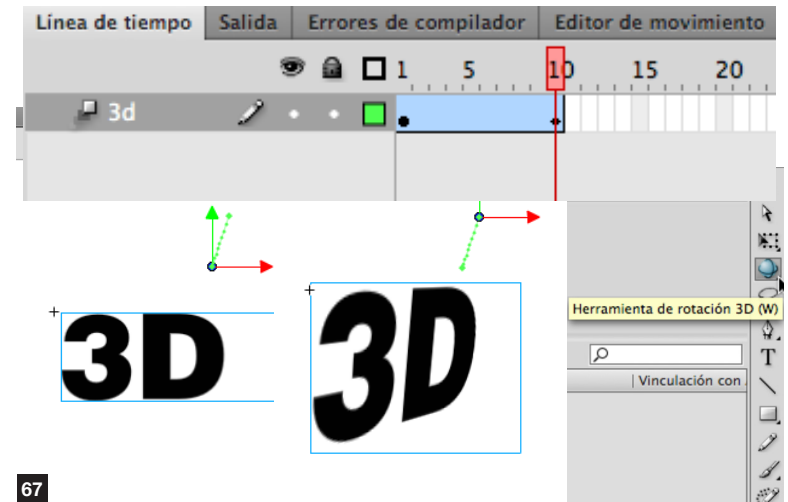 Línea de tiempo Salida Errores de compilador Editor de movimiento
1 5 10 15 20
3d
3D 3D
Herramienta de rotación 3D (W)
T
Vinculación con
67